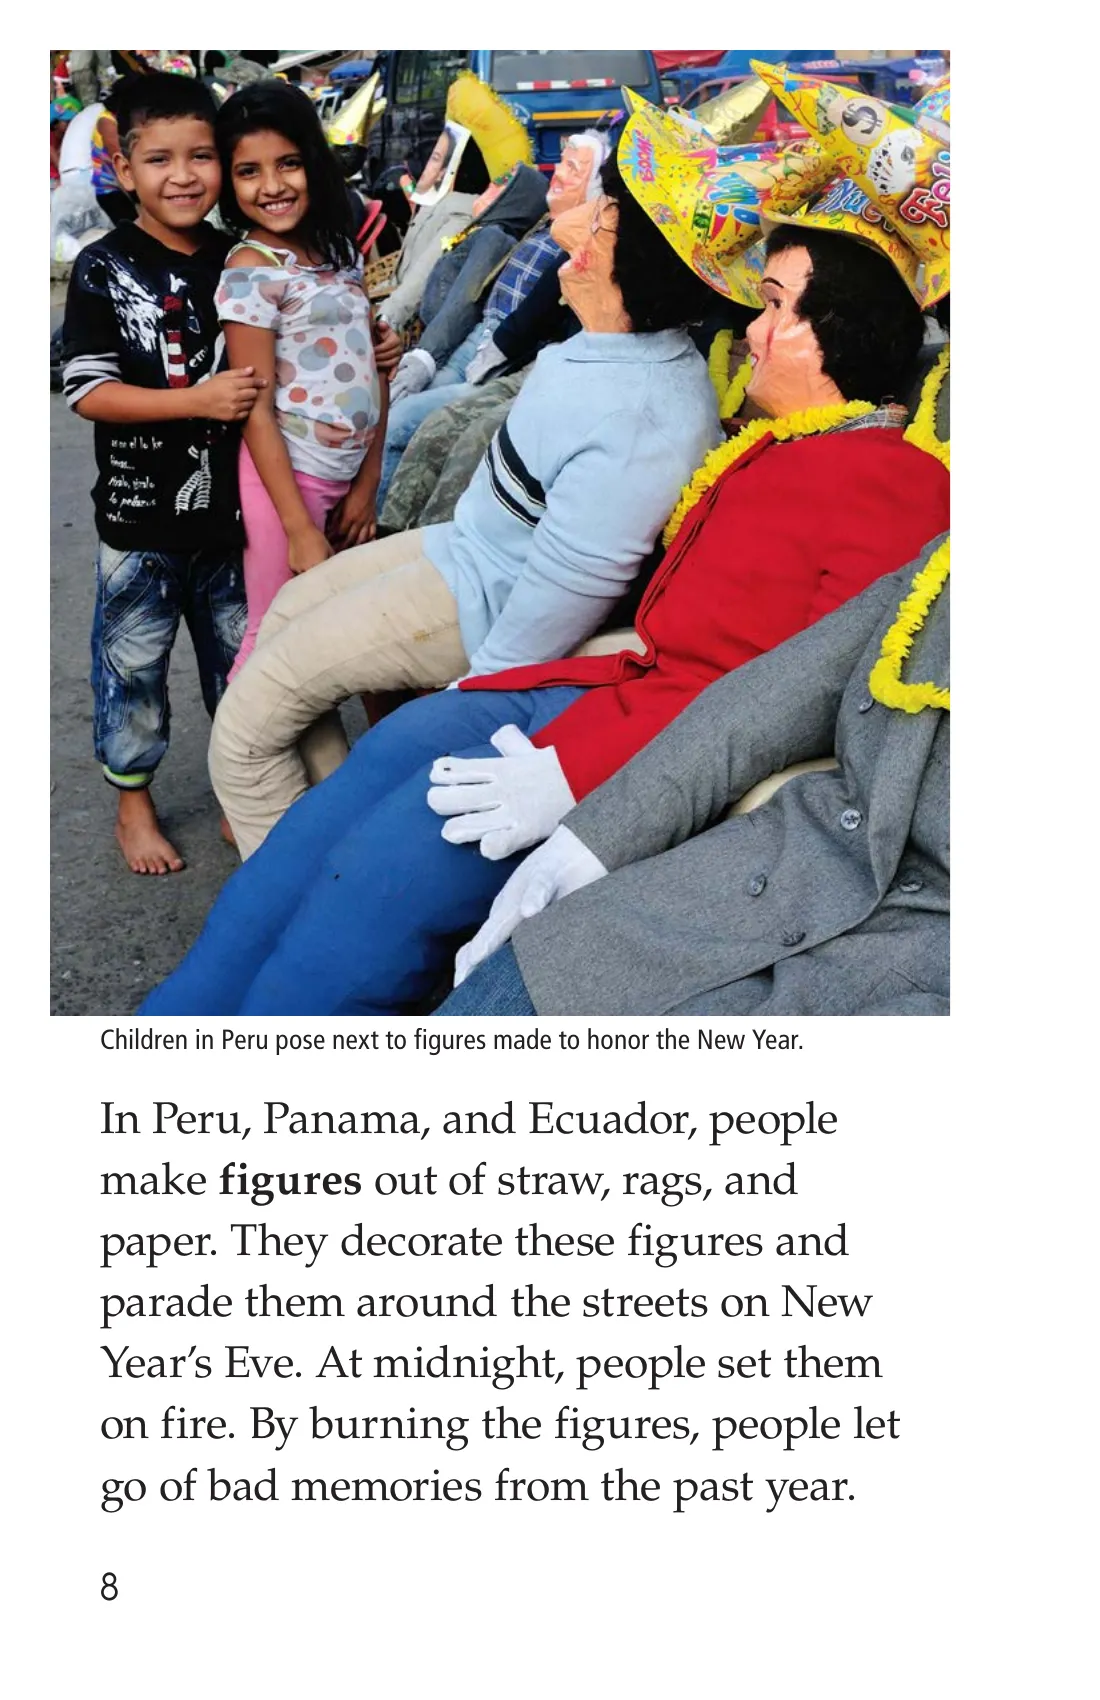 Children in Peru pose next to figures made to honor the New Year.
In Peru, Panama, and Ecuador, people
make figures out of straw, rags, and
paper. They decorate these figures and
parade them around the streets on New
Year’s Eve. At midnight, people set them
on fire. By burning the figures, people let
go of bad memories from the past year.
8